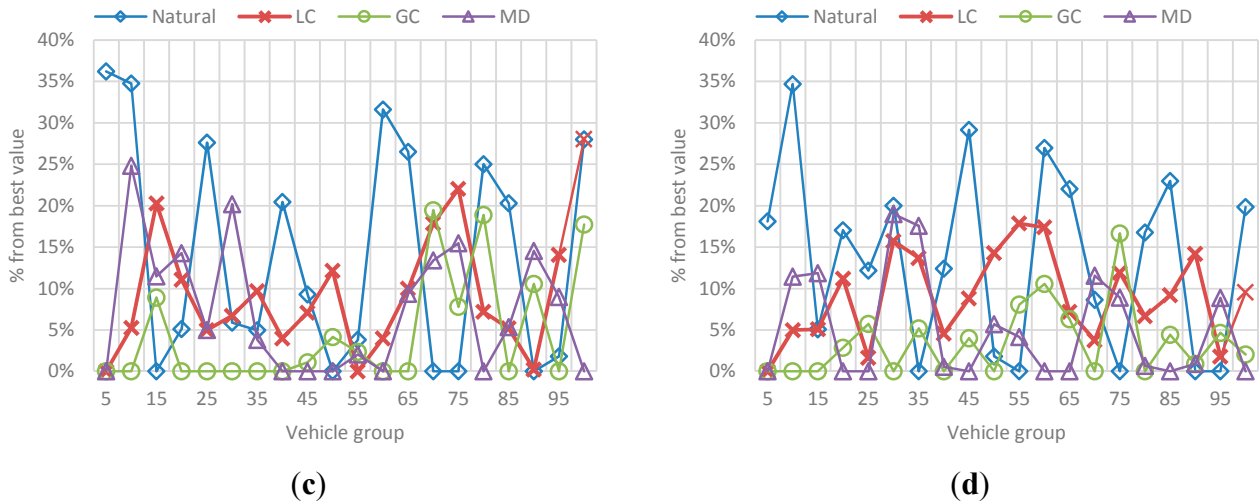 Natural LC GC MD
40%
35%
30%
25%
20%
15%
10%
5%
0%
% from best value
5 15 25 35 45 55 65 75 85 95
Vehicle group
(c)
Natural LC GC MD
40%
35%
30%
25%
20%
15%
10%
5%
0%
% from best value
5 15 25 35 45 55 65 75 85 95
Vehicle group
(d)